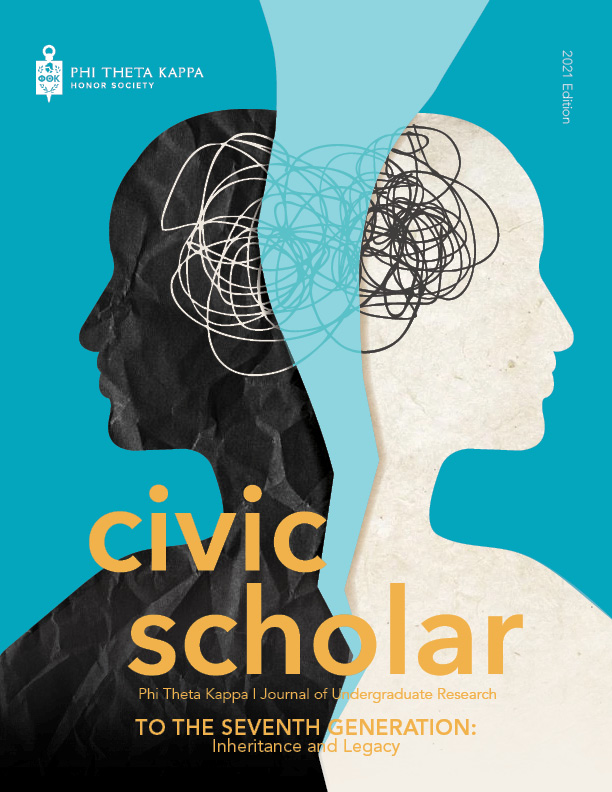 PHI THETA KAPPA
HONOR SOCIETY
2021 Edition
ΦΘΚ
civic
scholar
Phi Theta Kappa | Journal of Undergraduate Research
TO THE SEVENTH GENERATION:
Inheritance and Legacy